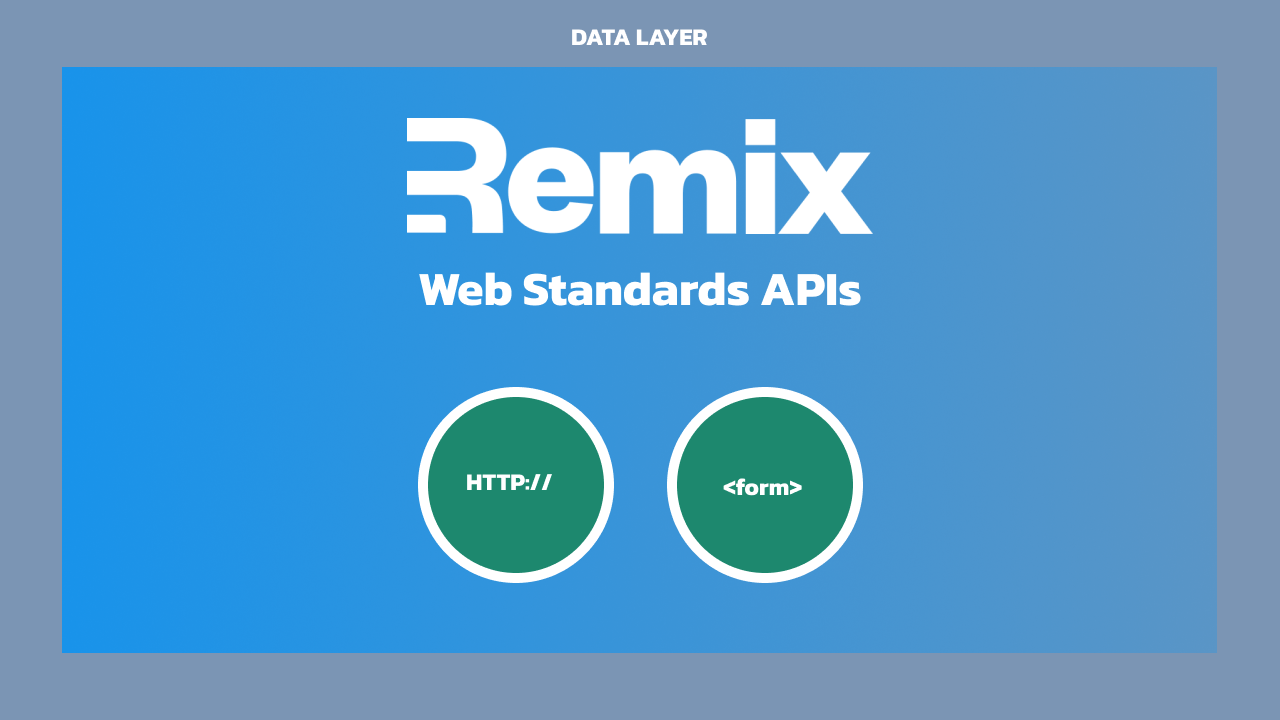 DATA LAYER
Remix
Web Standards APIs
HTTP://
<form>